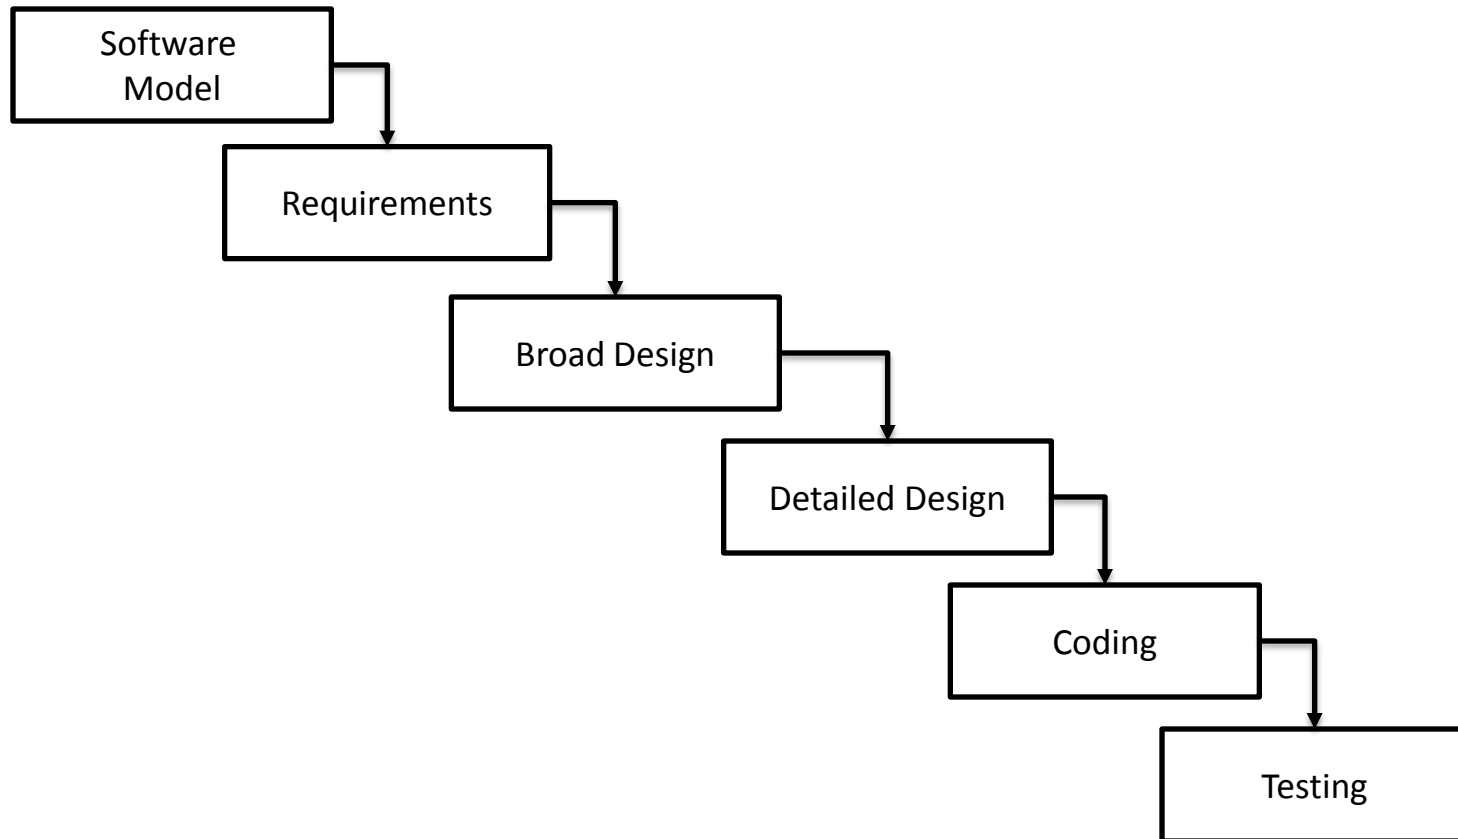 Software
Model
Requirements
Broad Design
Detailed Design
Coding
Testing